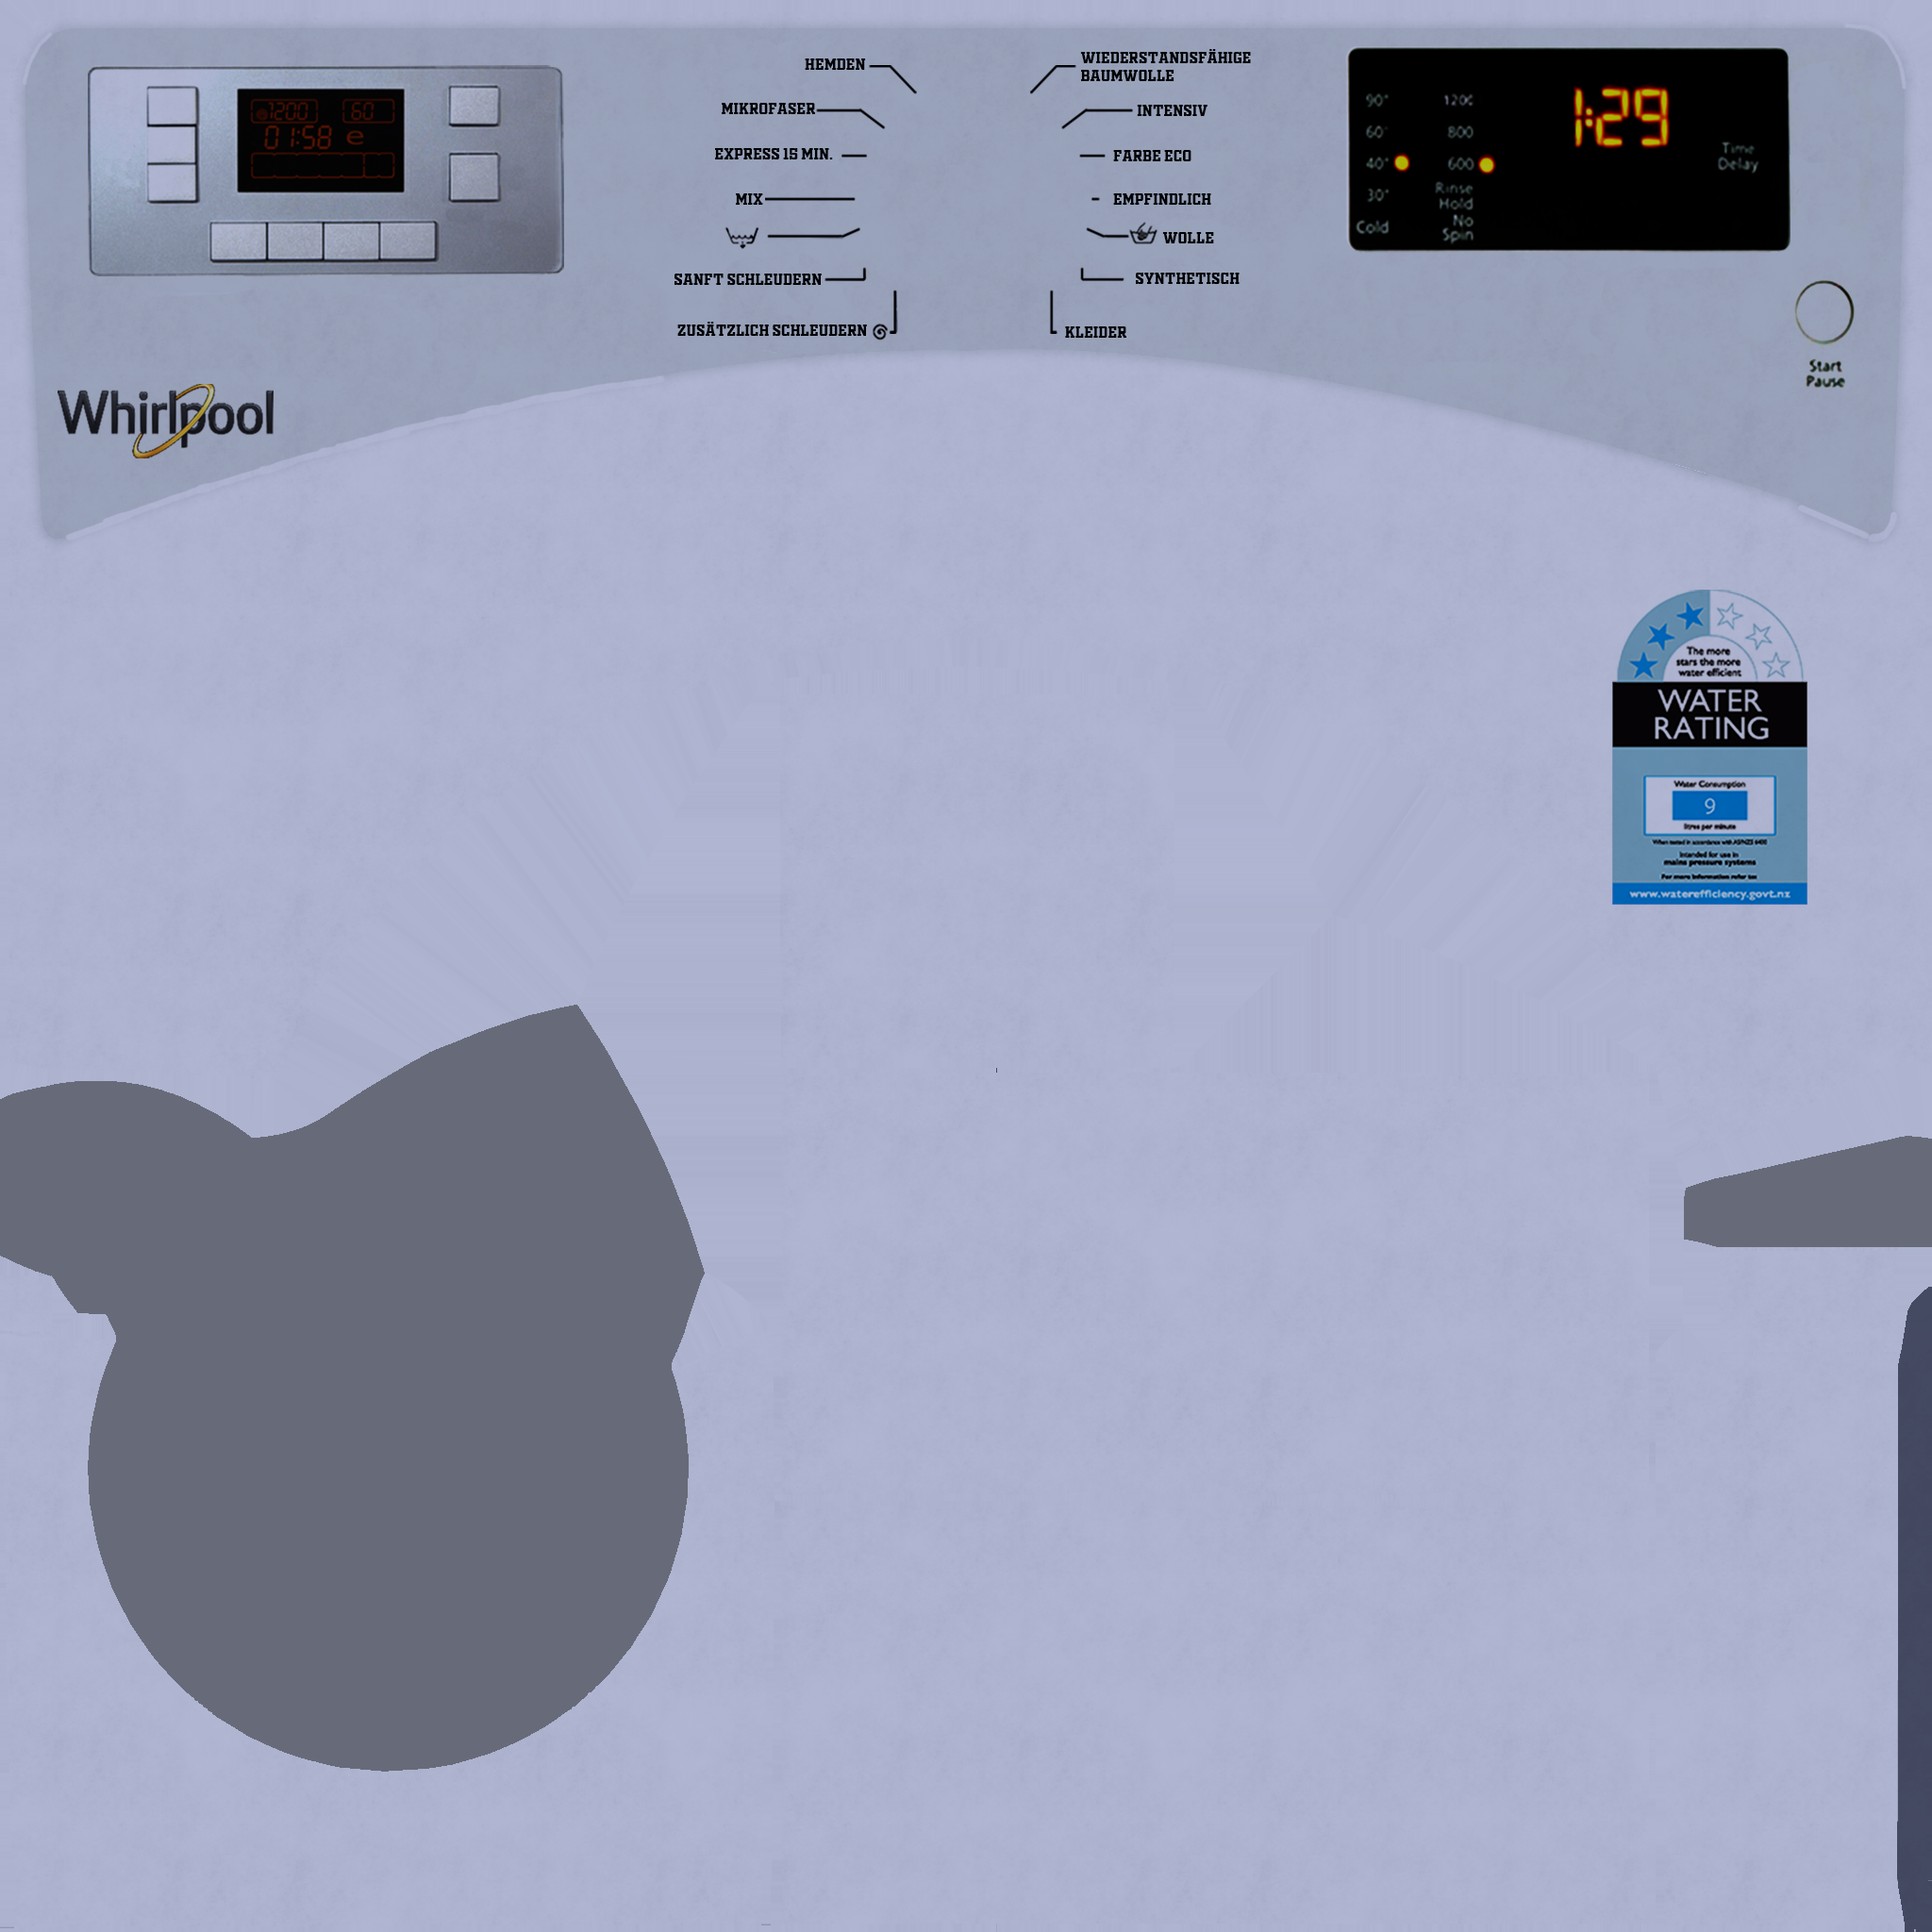 1200 60
01:58 e
HEMDEN
MIKROFASER
EXPRESS 15 MIN.
MIX
SANFT SCHLEUDERN
ZUSÄTZLICH SCHLEUDERN
WIEDERSTANDSFÄHIGE
BAUMWOLLE
INTENSIV
FARBE ECO
EMPFINDLICH
WOLLE
SYNTHETISCH
KLEIDER
90°
60°
40°
30°
Cold
1200
800
600
Rinse
Hold
No
Spin
1:29
Time
Delay
Start
Pause
Whirlpool
The more
stars the more
water efficient
WATER
RATING
Water Consumption
9
litres per minute
When tested in accordance with AS/NZS 6400
Intended for use in
mains pressure systems
For more information refer to:
www.waterefficiency.govt.nz